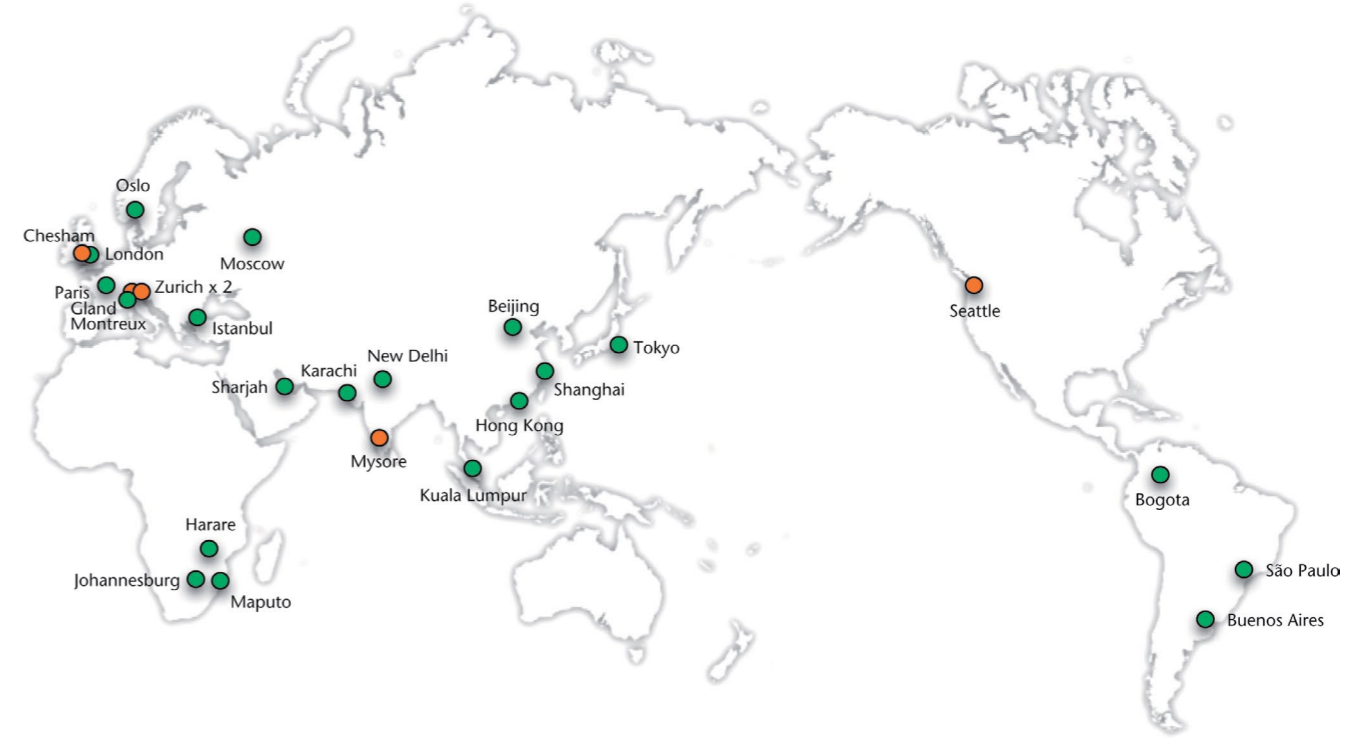 Oslo
Chesham
London
Moscow
Paris
Zurich x 2
Gland
Montreux
Istanbul
Beijing
Seattle
Tokyo
New Delhi
Karachi
Sharjah
Shanghai
Hong Kong
Mysore
Kuala Lumpur
Bogota
Harare
Johannesburg
Maputo
São Paulo
Buenos Aires